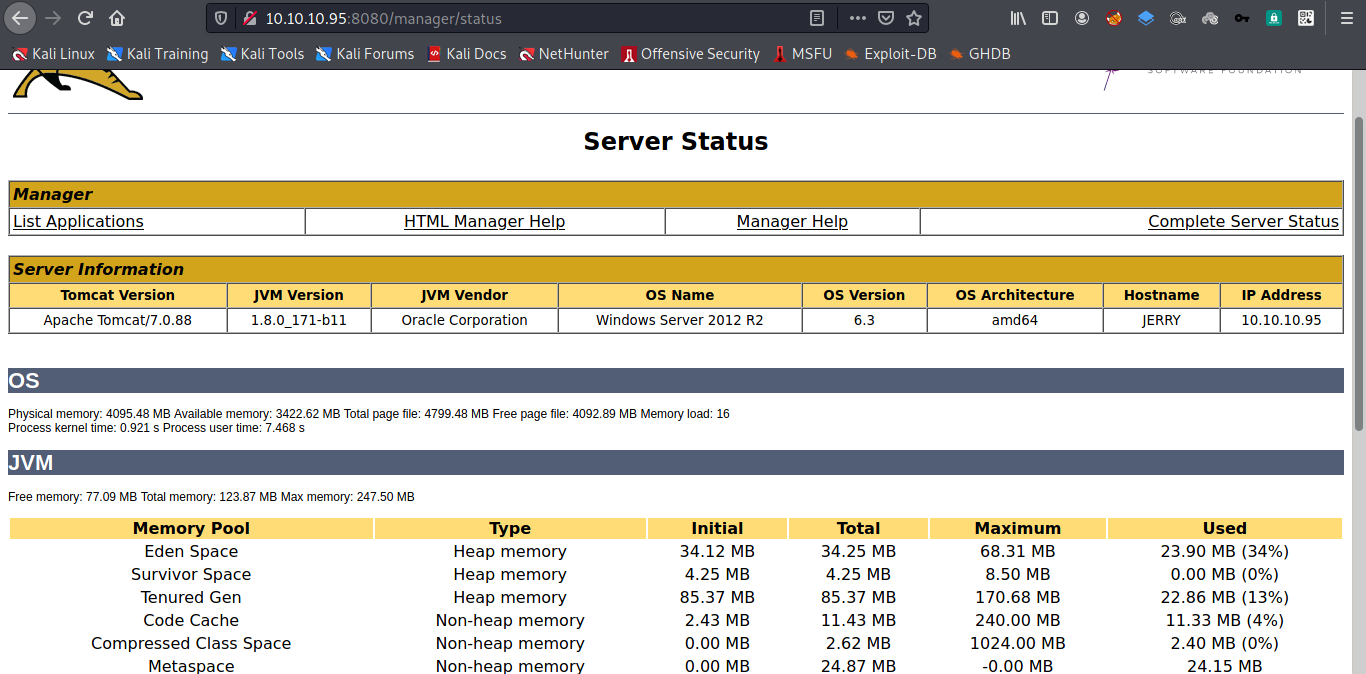 10.10.10.95:8080/manager/status
Kali Linux Kali Training Kali Tools Kali Forums Kali Docs NetHunter Offensive Security MSFU Exploit-DB GHDB
SOFTWARE FOUNDATION
Server Status
Manager
List Applications HTML Manager Help Manager Help Complete Server Status
Server Information
Tomcat Version JVM Version JVM Vendor OS Name OS Version OS Architecture Hostname IP Address
Apache Tomcat/7.0.88 1.8.0_171-b11 Oracle Corporation Windows Server 2012 R2 6.3 amd64 JERRY 10.10.10.95
OS
Physical memory: 4095.48 MB Available memory: 3422.62 MB Total page file: 4799.48 MB Free page file: 4092.89 MB Memory load: 16
Process kernel time: 0.921 s Process user time: 7.468 s
JVM
Free memory: 77.09 MB Total memory: 123.87 MB Max memory: 247.50 MB
Memory Pool Type Initial Total Maximum Used
Eden Space Heap memory 34.12 MB 34.25 MB 68.31 MB 23.90 MB (34%)
Survivor Space Heap memory 4.25 MB 4.25 MB 8.50 MB 0.00 MB (0%)
Tenured Gen Heap memory 85.37 MB 85.37 MB 170.68 MB 22.86 MB (13%)
Code Cache Non-heap memory 2.43 MB 11.43 MB 240.00 MB 11.33 MB (4%)
Compressed Class Space Non-heap memory 0.00 MB 2.62 MB 1024.00 MB 2.40 MB (0%)
Metaspace Non-heap memory 0.00 MB 24.87 MB -0.00 MB 24.15 MB